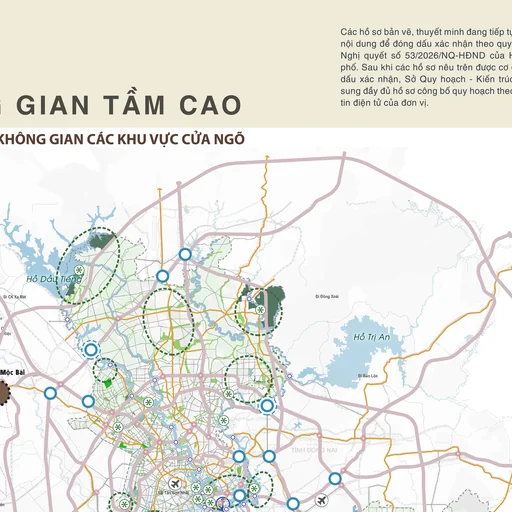 Các hồ sơ bản vẽ, thuyết minh đang tiếp tụ
nội dung để đóng dấu xác nhận theo quy
Nghị quyết số 53/2026/NQ-HĐND của H
phố. Sau khi các hồ sơ nêu trên được cơ
dấu xác nhận, Sở Quy hoạch - Kiến trúc
sung đầy đủ hồ sơ công bố quy hoạch theo
tin điện tử của đơn vị.
GIAN TẦM CAO
KHÔNG GIAN CÁC KHU VỰC CỬA NGÕ
Hồ Dầu Tiếng
Đi Đồng Xoài
Hồ Trị An
Mộc Bài
TỈNH ĐỒNG NAI